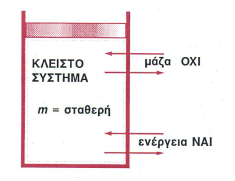 ΚΛΕΙΣΤΟ
ΣΥΣΤΗΜΑ
μάζα ΟΧΙ
m = σταθερή
ενέργεια ΝΑΙ